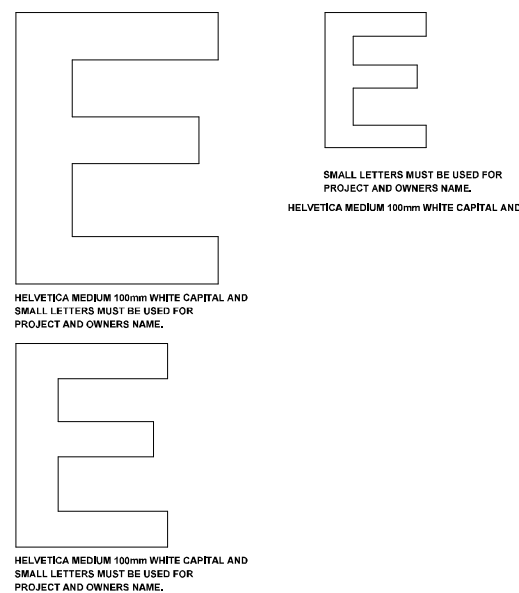 E
HELVETICA MEDIUM 100mm WHITE CAPITAL AND
SMALL LETTERS MUST BE USED FOR
PROJECT AND OWNERS NAME.
E
SMALL LETTERS MUST BE USED FOR
PROJECT AND OWNERS NAME.
HELVETICA MEDIUM 100mm WHITE CAPITAL AND
E
HELVETICA MEDIUM 100mm WHITE CAPITAL AND
SMALL LETTERS MUST BE USED FOR
PROJECT AND OWNERS NAME.